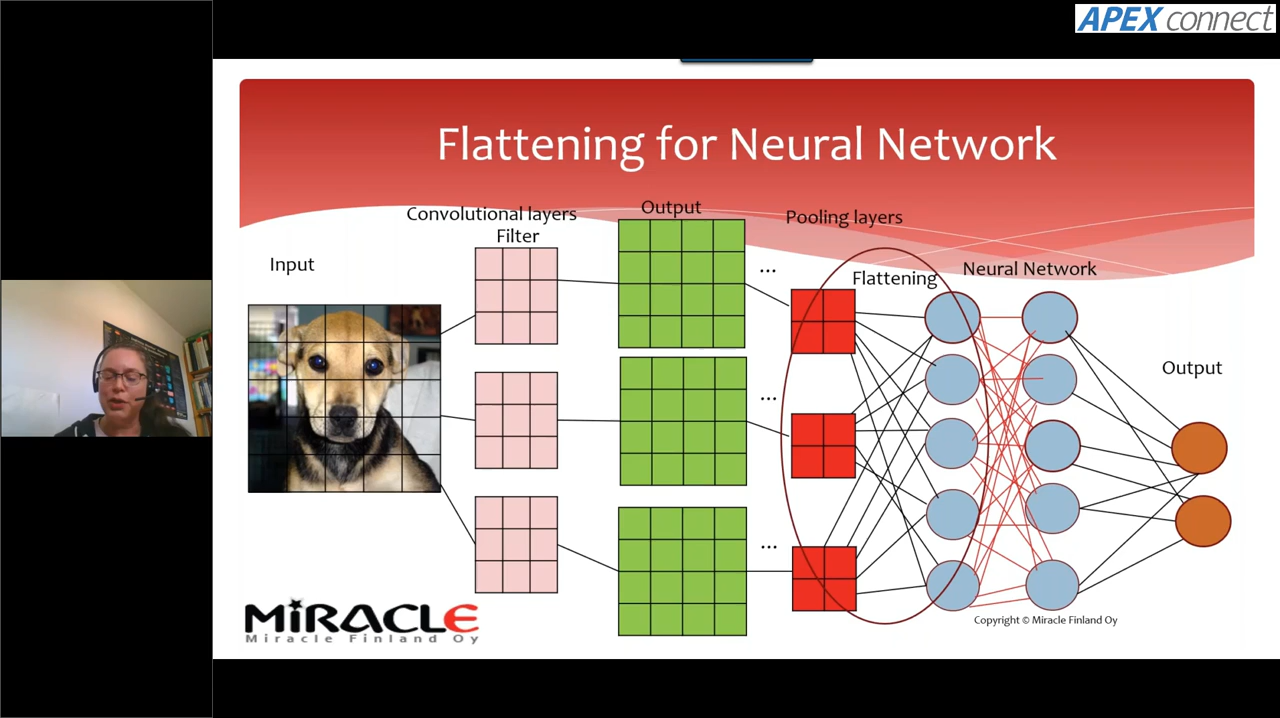 APEX connect
Flattening for Neural Network
Convolutional layers
Filter
Output
Pooling layers
Input
Flattening
Neural Network
Output
...
...
...
MIRACLE
Miracle Finland Oy
Copyright © Miracle Finland Oy